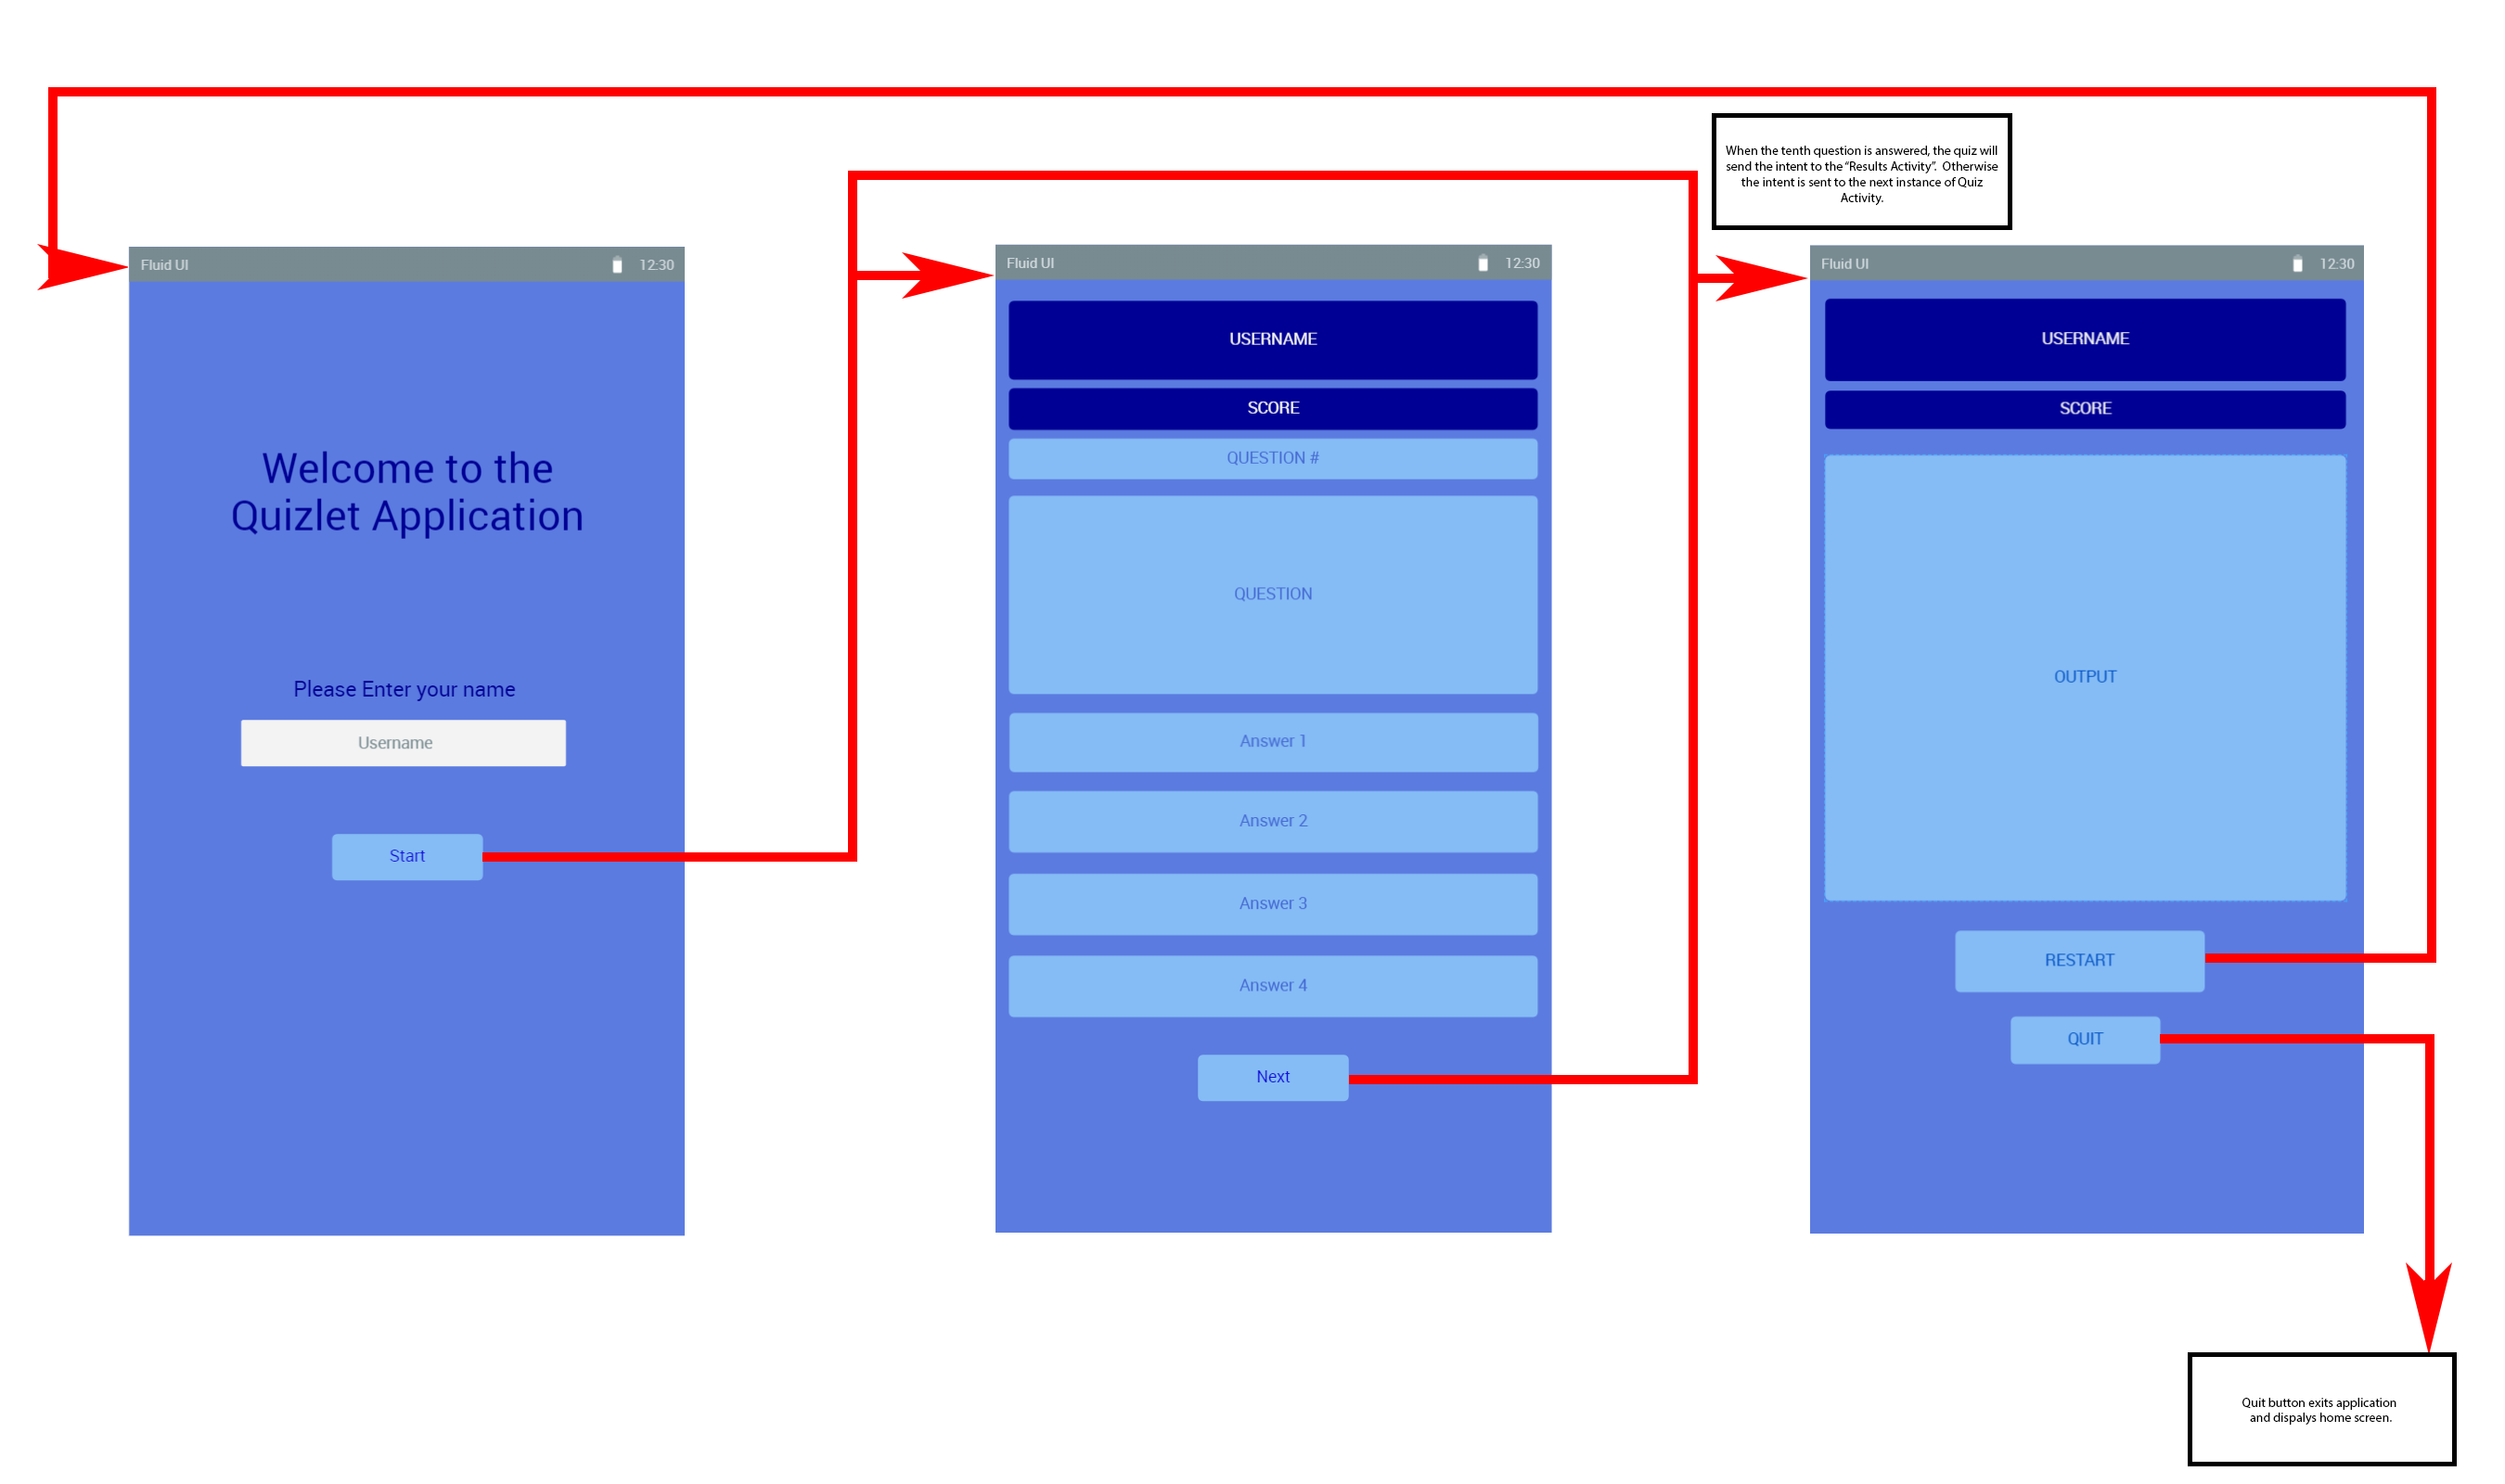 When the tenth question is answered, the quiz will
send the intent to the “Results Activity”.  Otherwise
the intent is sent to the next instance of Quiz
Activity.
Fluid UI
12:30
Welcome to the
Quizlet Application
Please Enter your name
Username
Start
Fluid UI
12:30
USERNAME
SCORE
QUESTION #
QUESTION
Answer 1
Answer 2
Answer 3
Answer 4
Next
Fluid UI
12:30
USERNAME
SCORE
OUTPUT
RESTART
QUIT
Quit button exits application
and dispalys home screen.